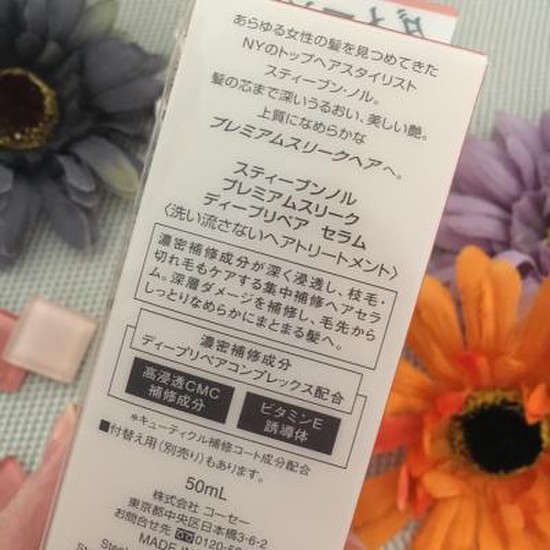 あらゆる女性の髪を見つめてきた
NYのトップヘアスタイリスト
スティーブン・ノル。
髪の芯まで深いうるおい、美しい艶。
上質になめらかな
プレミアムスリークヘアへ。
スティーブンノル
プレミアムスリーク
ディープリペア セラム
〈洗い流さないヘアトリートメント〉
濃密補修成分が深く浸透し、枝毛・
切れ毛もケアする集中補修ヘアセラ
ム。深層ダメージを補修し、毛先から
しっとりなめらかにまとまる髪へ。
濃密補修成分
ディープリペアコンプレックス配合
高浸透CMC
補修成分
ビタミンE
誘導体
※キューティクル補修コート成分配合
■付替え用(別売り)もあります。
50mL
株式会社 コーセー
東京都中央区日本橋3-6-2
お問合せ先 0120-5
MADE